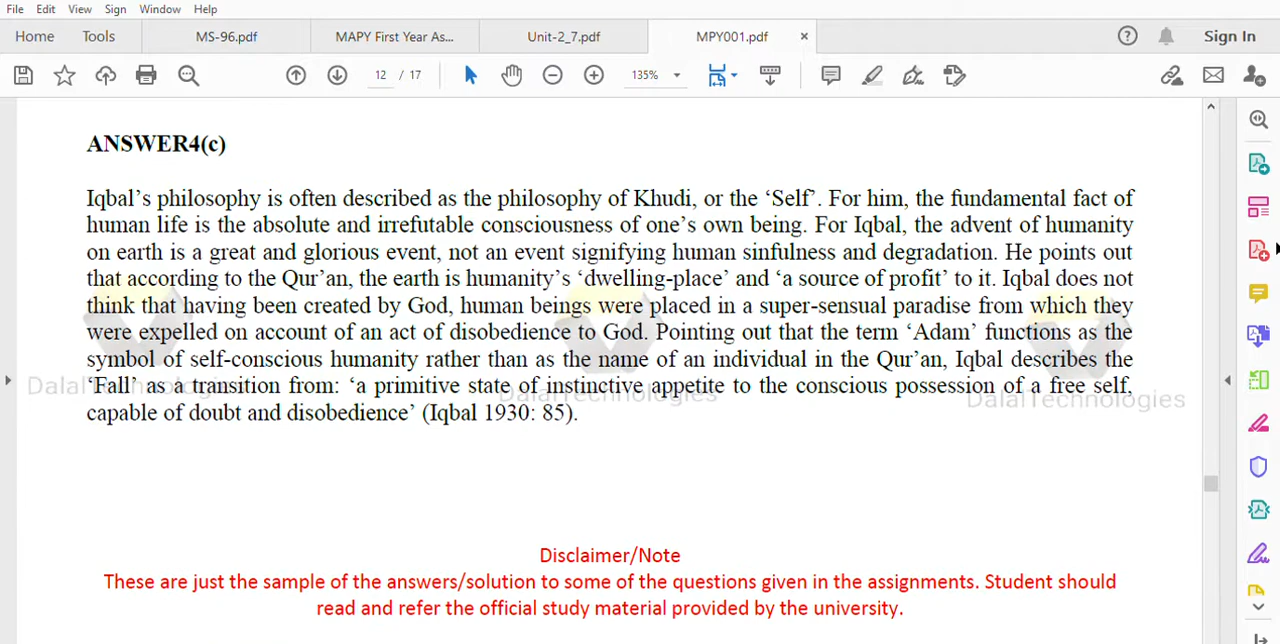 File Edit View Sign Window Help
Home Tools MS-96.pdf MAPY First Year As... Unit-2_7.pdf MPY001.pdf × Sign In
12 / 17 135%
ANSWER4(c)
Iqbal’s philosophy is often described as the philosophy of Khudi, or the ‘Self’. For him, the fundamental fact of
human life is the absolute and irrefutable consciousness of one’s own being. For Iqbal, the advent of humanity
on earth is a great and glorious event, not an event signifying human sinfulness and degradation. He points out
that according to the Qur’an, the earth is humanity’s ‘dwelling-place’ and ‘a source of profit’ to it. Iqbal does not
think that having been created by God, human beings were placed in a super-sensual paradise from which they
were expelled on account of an act of disobedience to God. Pointing out that the term ‘Adam’ functions as the
symbol of self-conscious humanity rather than as the name of an individual in the Qur’an, Iqbal describes the
‘Fall’ as a transition from: ‘a primitive state of instinctive appetite to the conscious possession of a free self,
DalalTechnologies DalalTechnologies DalalTechnologies
capable of doubt and disobedience’ (Iqbal 1930: 85).
Disclaimer/Note
These are just the sample of the answers/solution to some of the questions given in the assignments. Student should
read and refer the official study material provided by the university.